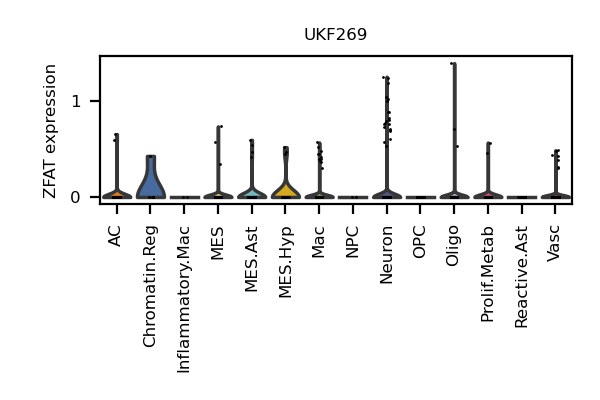 UKF269
ZFAT expression
1
0
AC
Chromatin.Reg
Inflammatory.Mac
MES
MES.Ast
MES.Hyp
Mac
NPC
Neuron
OPC
Oligo
Prolif.Metab
Reactive.Ast
Vasc